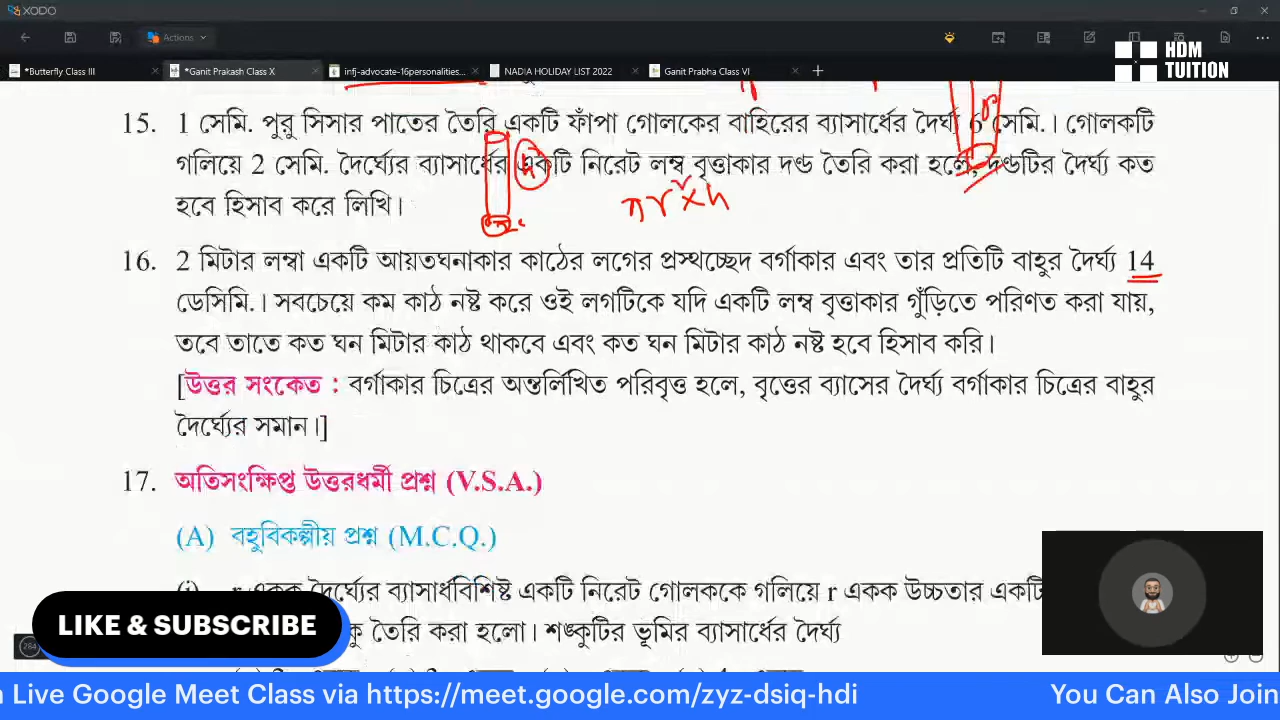 XODO
Actions
*Butterfly Class III
*Ganit Prakash Class X
infj-advocate-16personalities...
NADIA HOLIDAY LIST 2022
Ganit Prabha Class VI
HDM
TUITION
15. 1 সেমি. পুরু সিসার পাতের তৈরি একটি ফাঁপা গোলকের বাহিরের ব্যাসার্ধের দৈর্ঘ্য 6 সেমি.। গোলকটি
গলিয়ে 2 সেমি. দৈর্ঘ্যের ব্যাসার্ধের একটি নিরেট লম্ব বৃত্তাকার দণ্ড তৈরি করা হলে, দণ্ডটির দৈর্ঘ্য কত
হবে হিসাব করে লিখি।
h
πr² × h
16. 2 মিটার লম্বা একটি আয়তঘনাকার কাঠের লগের প্রস্থচ্ছেদ বর্গাকার এবং তার প্রতিটি বাহুর দৈর্ঘ্য 14
ডেসিমি.। সবচেয়ে কম কাঠ নষ্ট করে ওই লগটিকে যদি একটি লম্ব বৃত্তাকার গুঁড়িতে পরিণত করা যায়,
তবে তাতে কত ঘন মিটার কাঠ থাকবে এবং কত ঘন মিটার কাঠ নষ্ট হবে হিসাব করি।
[উত্তর সংকেত : বর্গাকার চিত্রের অন্তর্লিখিত পরিবৃত্ত হলে, বৃত্তের ব্যাসের দৈর্ঘ্য বর্গাকার চিত্রের বাহুর
দৈর্ঘ্যের সমান।]
17. অতিসংক্ষিপ্ত উত্তরধর্মী প্রশ্ন (V.S.A.)
(A) বহুবিকল্পীয় প্রশ্ন (M.C.Q.)
(i) r একক দৈর্ঘ্যের ব্যাসার্ধবিশিষ্ট একটি নিরেট গোলককে গলিয়ে r একক উচ্চতার একটি
তৈরি করা হলো। শঙ্কুটির ভূমির ব্যাসার্ধের দৈর্ঘ্য
LIKE & SUBSCRIBE
284
Live Google Meet Class via https://meet.google.com/zyz-dsiq-hdi
You Can Also Join